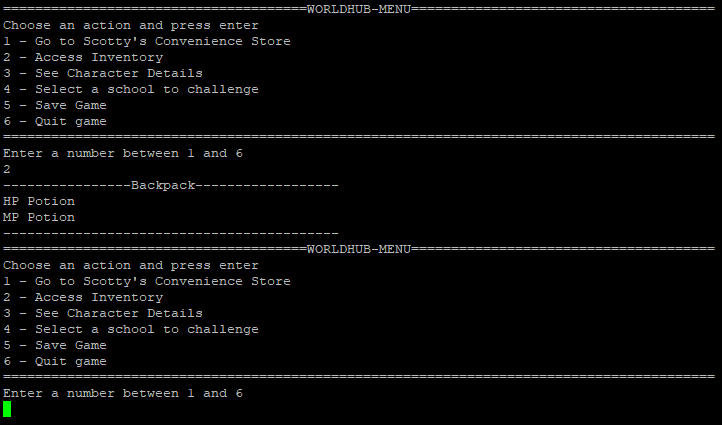 ======================================WORLDHUB-MENU======================================
Choose an action and press enter
1 - Go to Scotty's Convenience Store
2 - Access Inventory
3 - See Character Details
4 - Select a school to challenge
5 - Save Game
6 - Quit game
=========================================================================================
Enter a number between 1 and 6
2
----------------Backpack------------------
HP Potion
MP Potion
------------------------------------------
======================================WORLDHUB-MENU======================================
Choose an action and press enter
1 - Go to Scotty's Convenience Store
2 - Access Inventory
3 - See Character Details
4 - Select a school to challenge
5 - Save Game
6 - Quit game
=========================================================================================
Enter a number between 1 and 6